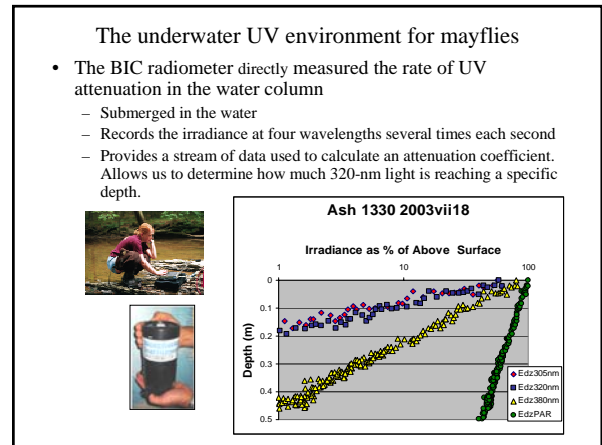 The underwater UV environment for mayflies
• The BIC radiometer directly measured the rate of UV
attenuation in the water column
– Submerged in the water
– Records the irradiance at four wavelengths several times each second
– Provides a stream of data used to calculate an attenuation coefficient.
Allows us to determine how much 320-nm light is reaching a specific
depth.
Ash 1330 2003vii18
Irradiance as % of Above Surface
1 10 100
Depth (m)
0
0.1
0.2
0.3
0.4
0.5
Edz305nm
Edz320nm
Edz380nm
EdzPAR